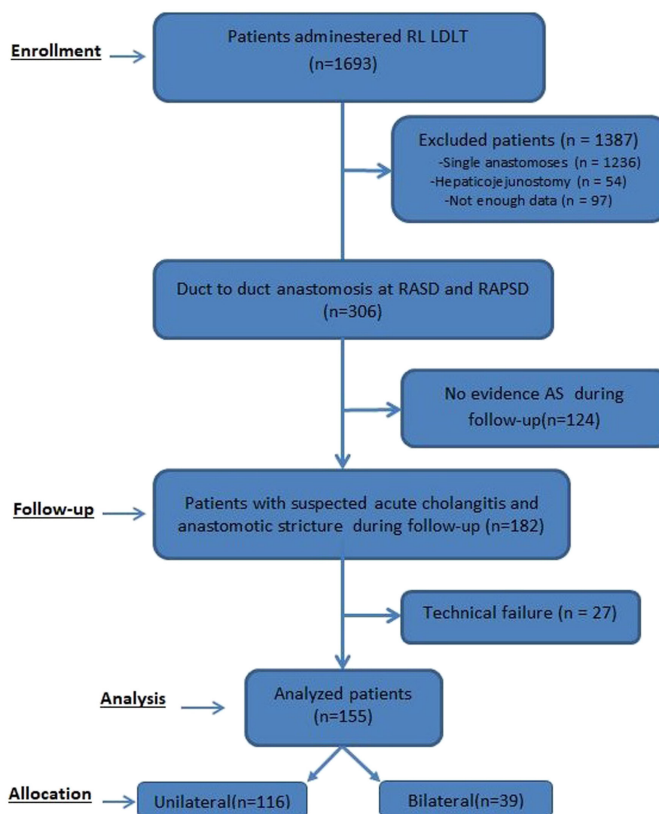 Enrollment
Patients adminestered RL LDLT
(n=1693)
Excluded patients (n = 1387)
-Single anastomoses (n = 1236)
-Hepaticojejunostomy (n = 54)
-Not enough data (n = 97)
Duct to duct anastomosis at RASD and RAPSD
(n=306)
No evidence AS during
follow-up(n=124)
Follow-up
Patients with suspected acute cholangitis and
anastomotic stricture during follow-up (n=182)
Technical failure (n = 27)
Analysis
Analyzed patients
(n=155)
Allocation
Unilateral(n=116)
Bilateral(n=39)